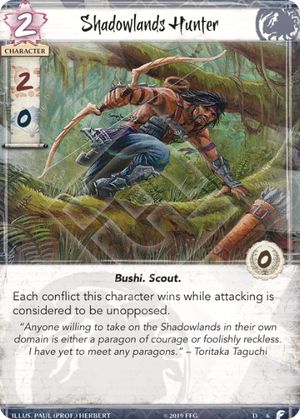 2
Shadowlands Hunter
CHARACTER
2
0
0
Bushi. Scout.
Each conflict this character wins while attacking is
considered to be unopposed.
“Anyone willing to take on the Shadowlands in their own
domain is either a paragon of courage or foolishly reckless.
I have yet to meet any paragons.” – Toritaka Taguchi
ILLUS. PAUL (PROF.) HERBERT ©2019 FFG D 6